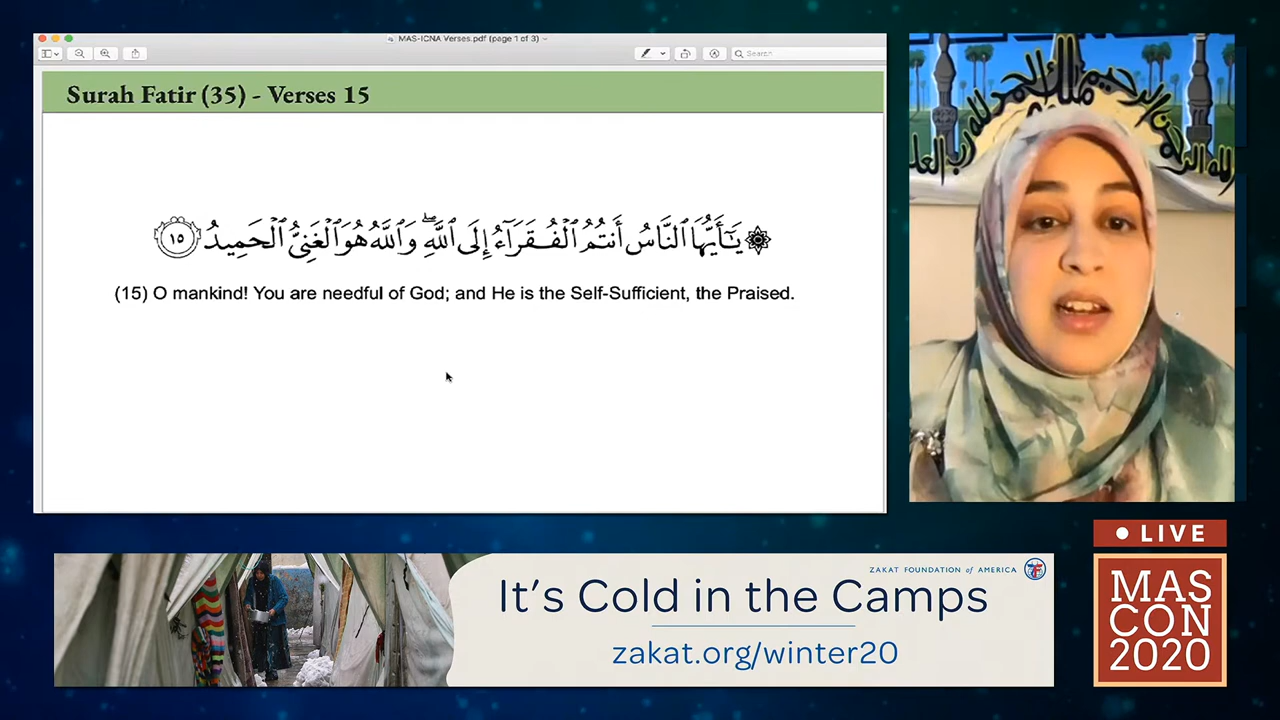 MAS-ICNA Verses.pdf (page 1 of 3)
Search
Surah Fatir (35) - Verses 15
۞ يَٰٓأَيُّهَا ٱلنَّاسُ أَنتُمُ ٱلْفُقَرَآءُ إِلَى ٱللَّهِ ۖ وَٱللَّهُ هُوَ ٱلْغَنِىُّ ٱلْحَمِيدُ ١٥
(15) O mankind! You are needful of God; and He is the Self-Sufficient, the Praised.
ZAKAT FOUNDATION of AMERICA
It's Cold in the Camps
zakat.org/winter20
LIVE
MAS
CON
2020